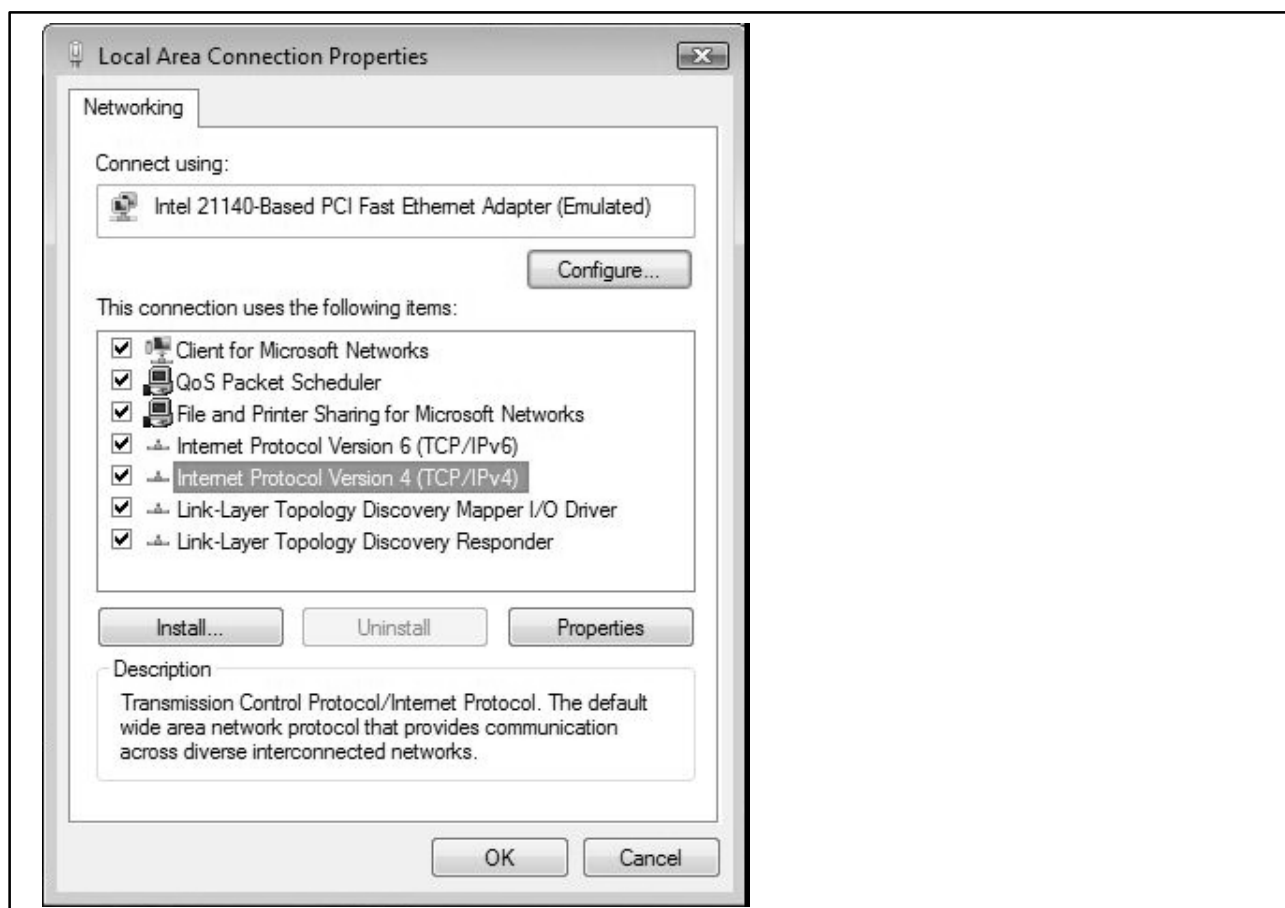 Local Area Connection Properties
Networking
Connect using:
Intel 21140-Based PCI Fast Ethernet Adapter (Emulated)
Configure...
This connection uses the following items:
Client for Microsoft Networks
QoS Packet Scheduler
File and Printer Sharing for Microsoft Networks
Internet Protocol Version 6 (TCP/IPv6)
Internet Protocol Version 4 (TCP/IPv4)
Link-Layer Topology Discovery Mapper I/O Driver
Link-Layer Topology Discovery Responder
Install... Uninstall Properties
Description
Transmission Control Protocol/Internet Protocol. The default
wide area network protocol that provides communication
across diverse interconnected networks.
OK Cancel